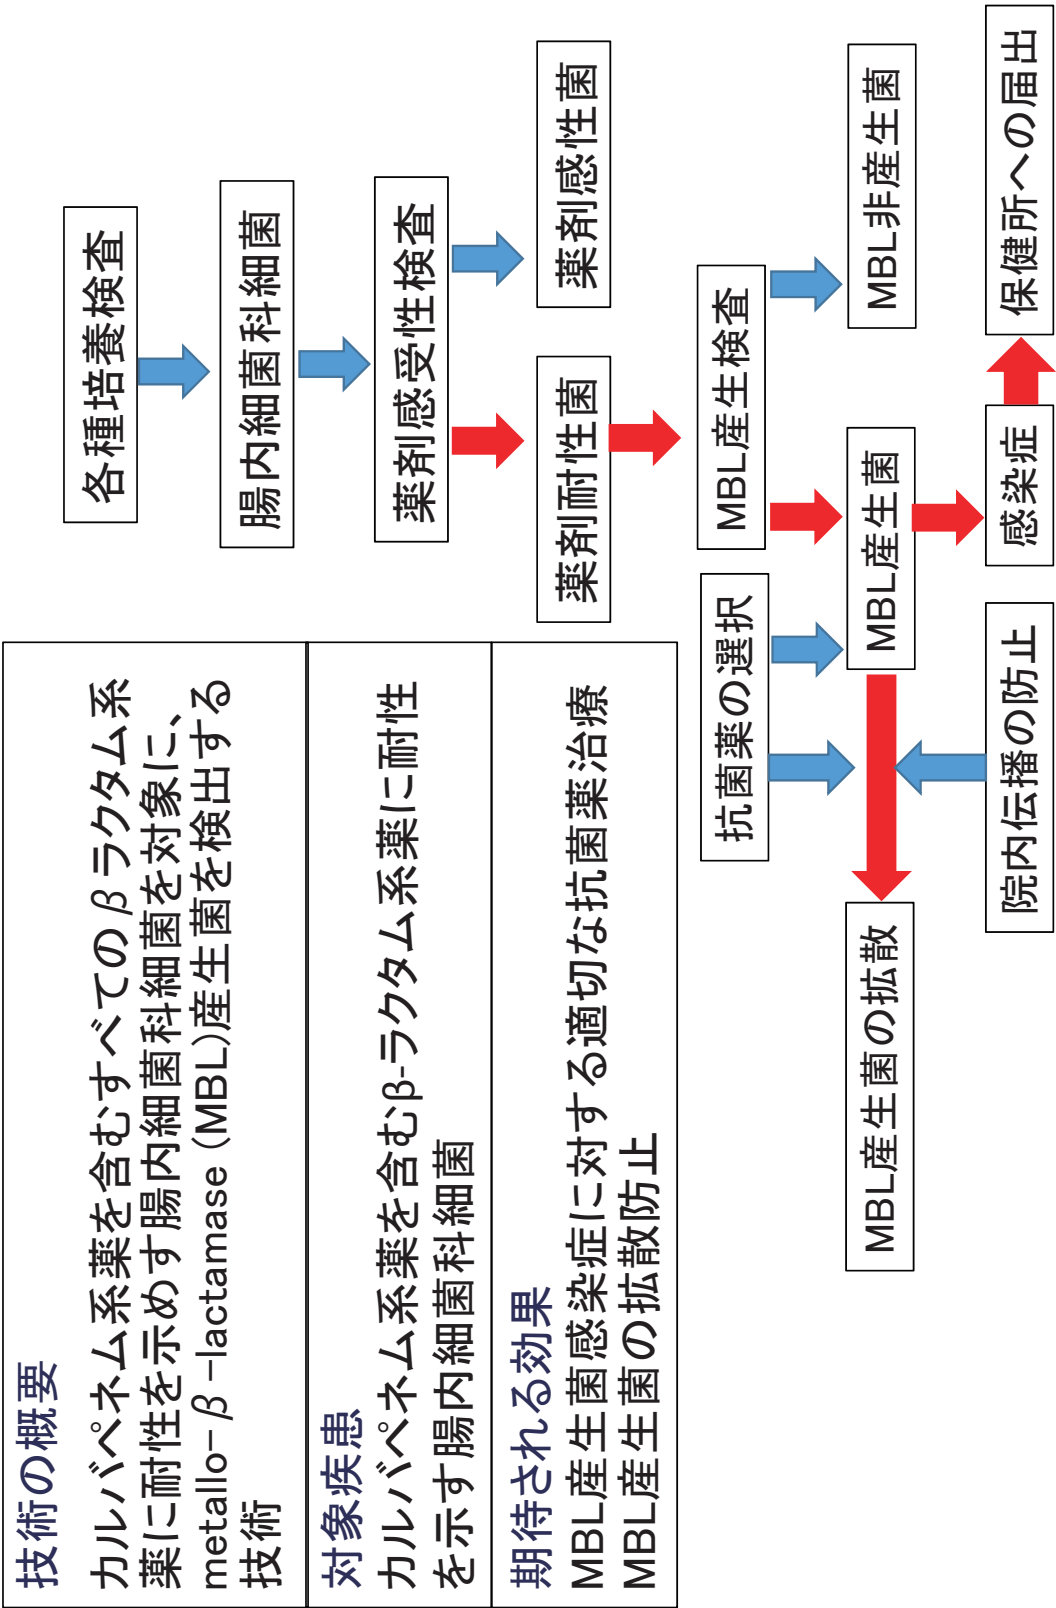 技術の概要
カルバペネム系薬を含むすべてのβラクタム系
薬に耐性を示めす腸内細菌科細菌を対象に、
metallo-β-lactamase (MBL)産生菌を検出する
技術
対象疾患
カルバペネム系薬を含むβ-ラクタム系薬に耐性
を示す腸内細菌科細菌
期待される効果
MBL産生菌感染症に対する適切な抗菌薬治療
MBL産生菌の拡散防止
各種培養検査
腸内細菌科細菌
薬剤感受性検査
薬剤耐性菌
薬剤感性菌
抗菌薬の選択
MBL産生検査
MBL産生菌の拡散
MBL産生菌
MBL非産生菌
院内伝播の防止
感染症
保健所への届出